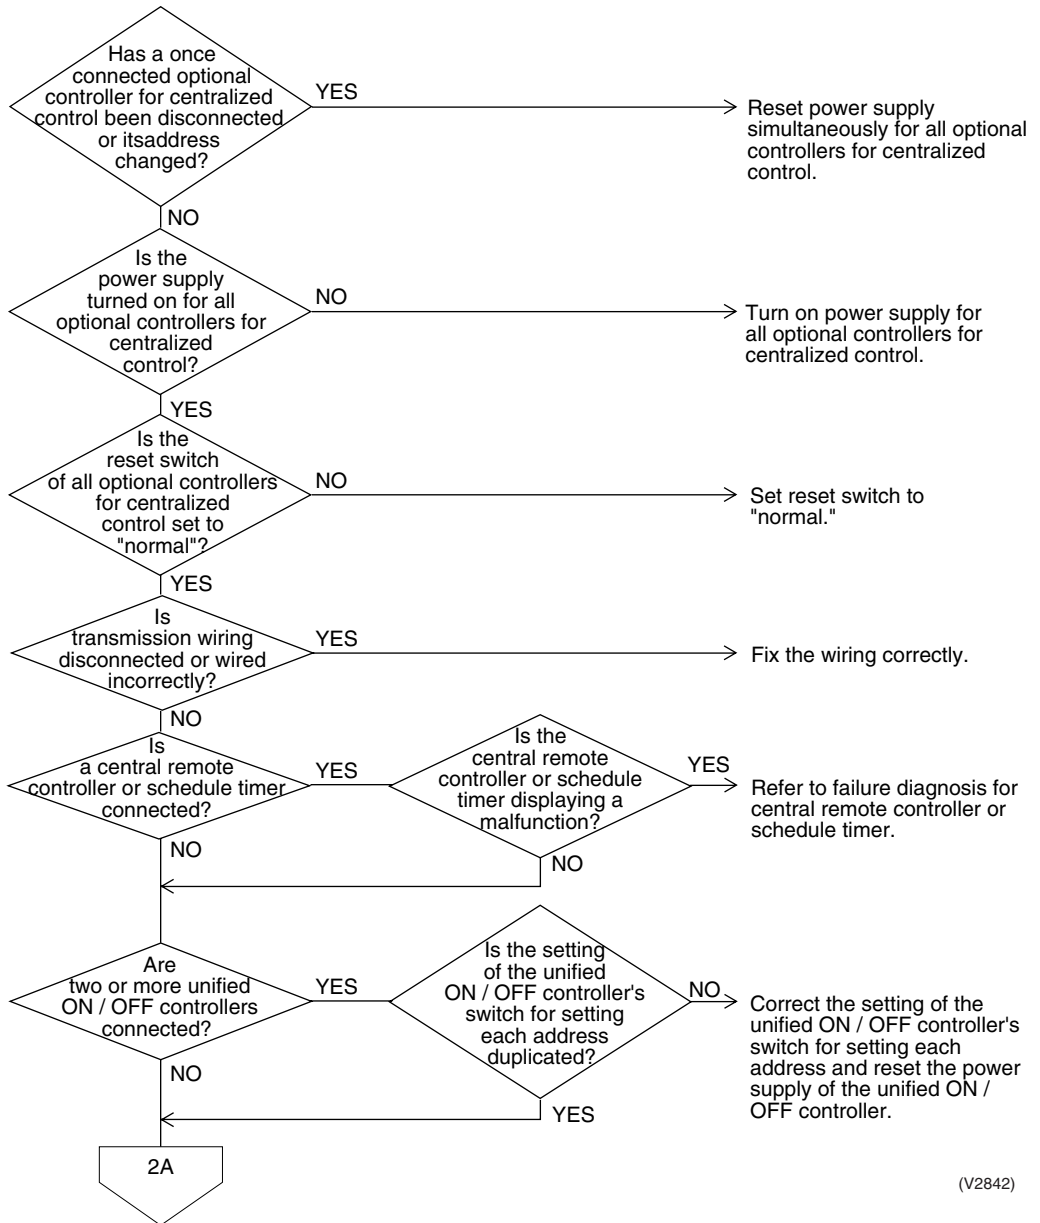 Has a once
connected optional
controller for centralized
control been disconnected
or itsaddress
changed?
YES
Reset power supply
simultaneously for all optional
controllers for centralized
control.
NO
Is the
power supply
turned on for all
optional controllers for
centralized
control?
NO
Turn on power supply for
all optional controllers for
centralized control.
YES
Is the
reset switch
of all optional controllers
for centralized
control set to
"normal"?
NO
Set reset switch to
"normal."
YES
Is
transmission wiring
disconnected or wired
incorrectly?
YES
Fix the wiring correctly.
NO
Is
a central remote
controller or schedule timer
connected?
YES
Is the
central remote
controller or schedule
timer displaying a
malfunction?
YES
Refer to failure diagnosis for
central remote controller or
schedule timer.
NO
NO
Are
two or more unified
ON / OFF controllers
connected?
YES
Is the setting
of the unified
ON / OFF controller's
switch for setting
each address
duplicated?
NO
Correct the setting of the
unified ON / OFF controller's
switch for setting each
address and reset the power
supply of the unified ON /
OFF controller.
NO
YES
2A
(V2842)